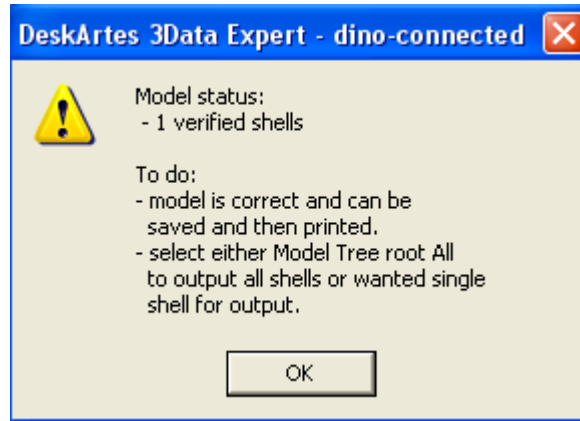 DeskArtes 3Data Expert - dino-connected
Model status:
- 1 verified shells
To do:
- model is correct and can be
saved and then printed.
- select either Model Tree root All
to output all shells or wanted single
shell for output.
OK